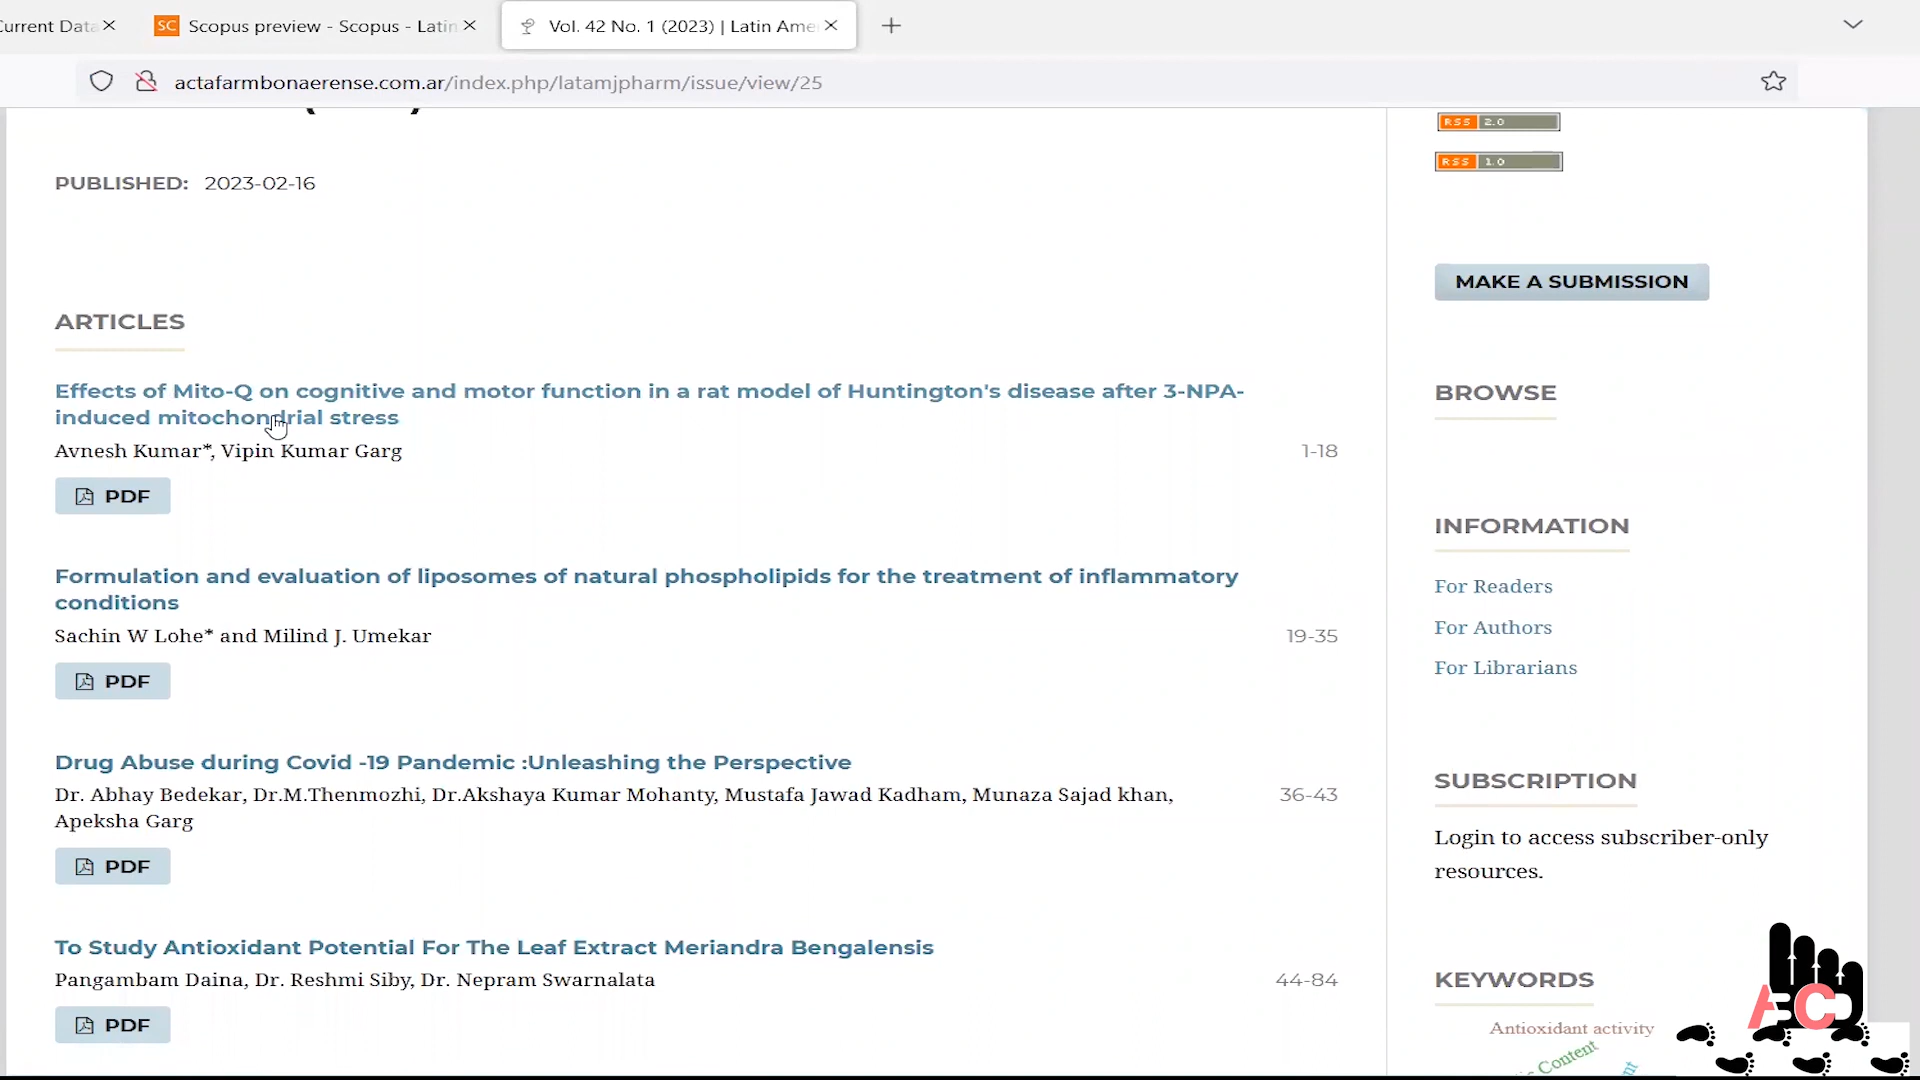 urrent Data
SC Scopus preview - Scopus - Latin
Vol. 42 No. 1 (2023) | Latin Ame
actafarmbonaerense.com.ar/index.php/latamjpharm/issue/view/25
PUBLISHED: 2023-02-16
ARTICLES
Effects of Mito-Q on cognitive and motor function in a rat model of Huntington's disease after 3-NPA-
induced mitochondrial stress
Avnesh Kumar*, Vipin Kumar Garg
1-18
PDF
Formulation and evaluation of liposomes of natural phospholipids for the treatment of inflammatory
conditions
Sachin W Lohe* and Milind J. Umekar
19-35
PDF
Drug Abuse during Covid -19 Pandemic :Unleashing the Perspective
Dr. Abhay Bedekar, Dr.M.Thenmozhi, Dr.Akshaya Kumar Mohanty, Mustafa Jawad Kadham, Munaza Sajad khan,
Apeksha Garg
36-43
PDF
To Study Antioxidant Potential For The Leaf Extract Meriandra Bengalensis
Pangambam Daina, Dr. Reshmi Siby, Dr. Nepram Swarnalata
44-84
PDF
RSS 2.0
RSS 1.0
MAKE A SUBMISSION
BROWSE
INFORMATION
For Readers
For Authors
For Librarians
SUBSCRIPTION
Login to access subscriber-only
resources.
KEYWORDS
Antioxidant activity
Content